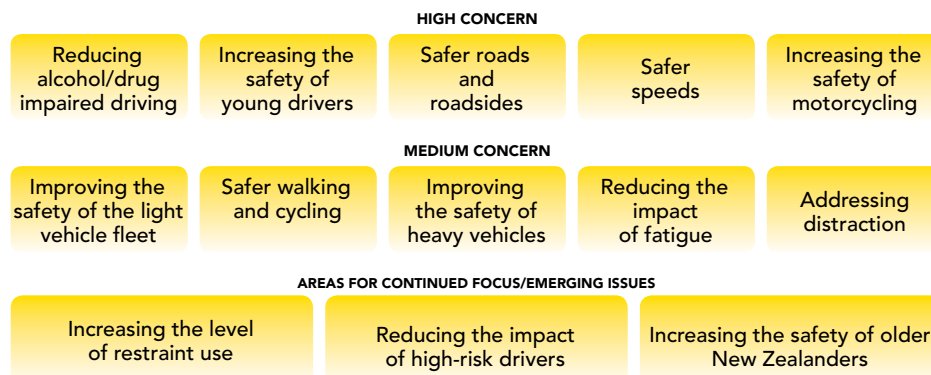 HIGH CONCERN
Reducing
alcohol/drug
impaired driving
Increasing the
safety of
young drivers
Safer roads
and
roadsides
Safer
speeds
Increasing the
safety of
motorcycling
MEDIUM CONCERN
Improving the
safety of the light
vehicle fleet
Safer walking
and cycling
Improving
the safety of
heavy vehicles
Reducing the
impact
of fatigue
Addressing
distraction
AREAS FOR CONTINUED FOCUS/EMERGING ISSUES
Increasing the level
of restraint use
Reducing the impact
of high-risk drivers
Increasing the safety of older
New Zealanders